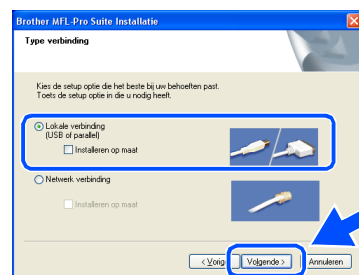 Brother MFL-Pro Suite Installatie
Type verbinding
Kies de setup optie die het beste bij uw behoeften past.
Toets de setup optie in die u nodig heeft.
Lokale verbinding
(USB of parallel)
Installeren op maat
Netwerk verbinding
Installeren op maat
< Vorige Volgende > Annuleren